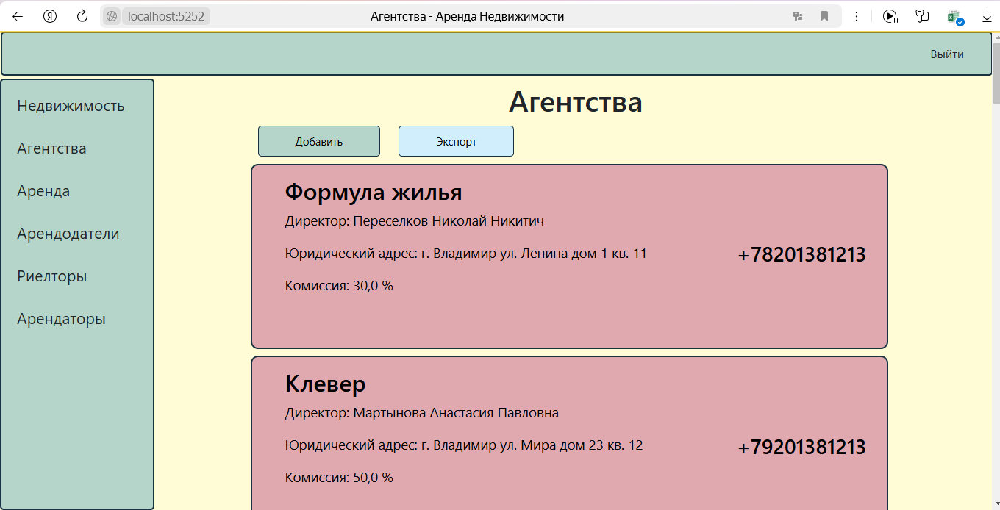 localhost:5252 Агентства - Аренда Недвижимости
Выйти
Недвижимость
Агентства
Аренда
Арендодатели
Риелторы
Арендаторы
Агентства
Добавить Экспорт
Формула жилья
Директор: Переселков Николай Никитич
Юридический адрес: г. Владимир ул. Ленина дом 1 кв. 11
+78201381213
Комиссия: 30,0 %
Клевер
Директор: Мартынова Анастасия Павловна
Юридический адрес: г. Владимир ул. Мира дом 23 кв. 12
+79201381213
Комиссия: 50,0 %